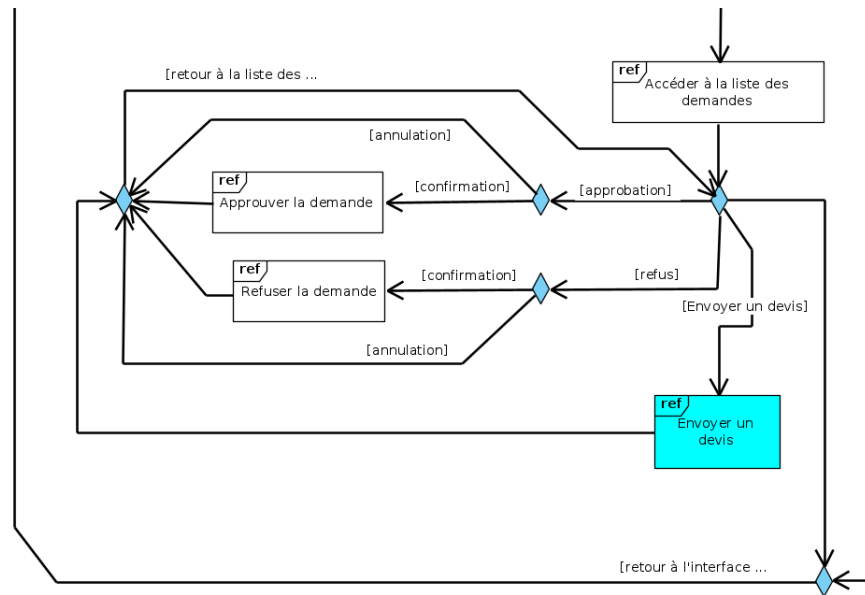 [retour à la liste des ...
ref
Accéder à la liste des
demandes
[annulation]
ref
Approuver la demande
[confirmation]
[approbation]
ref
Refuser la demande
[confirmation]
[refus]
[Envoyer un devis]
[annulation]
ref
Envoyer un
devis
[retour à l'interface ...